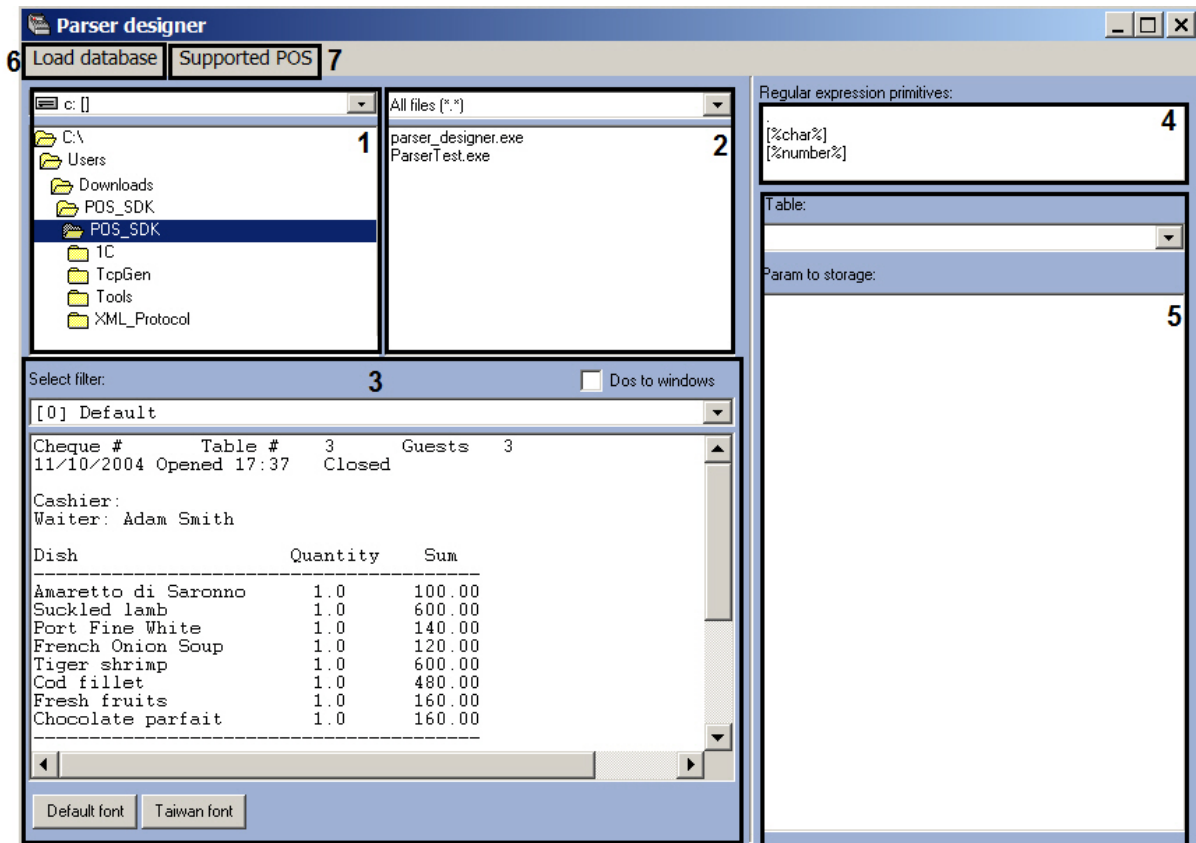 Parser designer
6 Load database Supported POS 7
c: []
1
C:\
Users
Downloads
POS_SDK
POS_SDK
1C
TcpGen
Tools
XML_Protocol
All files (*.*)
2
parser_designer.exe
ParserTest.exe
Regular expression primitives:
4
.
[%char%]
[%number%]
Table:
Param to storage:
5
Select filter: 3 Dos to windows
[0] Default
Cheque # Table # 3 Guests 3
11/10/2004 Opened 17:37 Closed
Cashier:
Waiter: Adam Smith
Dish Quantity Sum
----------------------------------------
Amaretto di Saronno 1.0 100.00
Suckled lamb 1.0 600.00
Port Fine White 1.0 140.00
French Onion Soup 1.0 120.00
Tiger shrimp 1.0 600.00
Cod fillet 1.0 480.00
Fresh fruits 1.0 160.00
Chocolate parfait 1.0 160.00
----------------------------------------
Default font Taiwan font